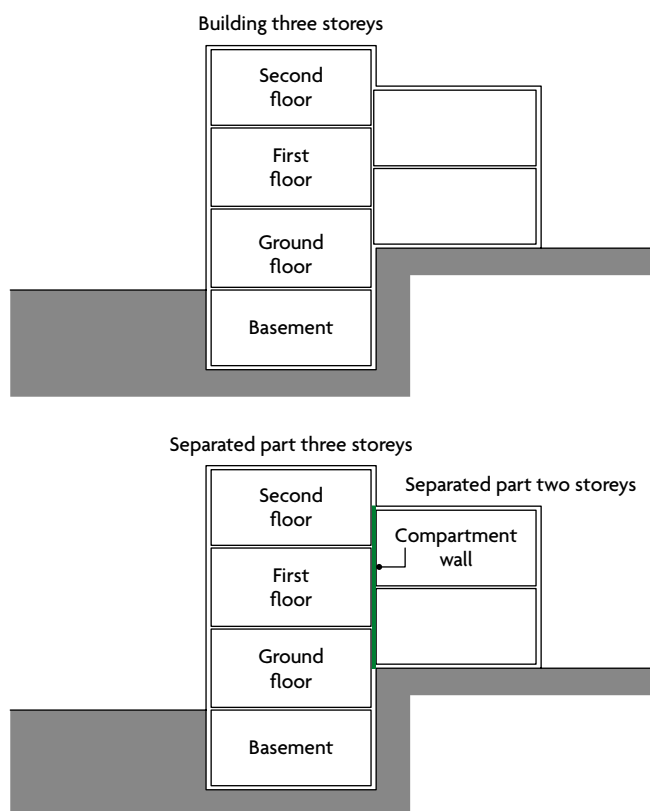 Building three storeys
Second
floor
First
floor
Ground
floor
Basement
Separated part three storeys
Separated part two storeys
Second
floor
Compartment
wall
First
floor
Ground
floor
Basement